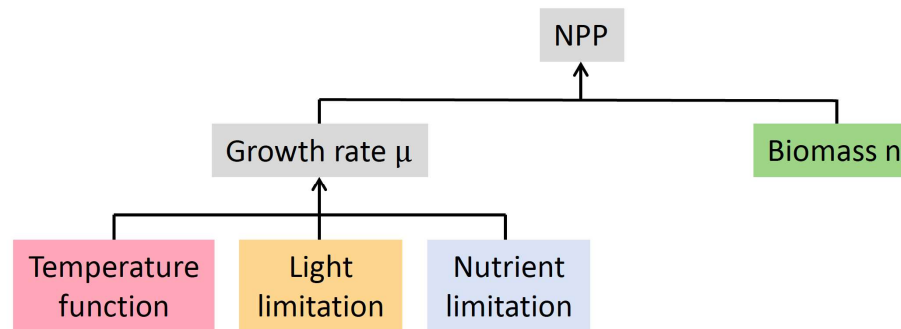 NPP
Growth rate μ
Biomass n
Temperature
function
Light
limitation
Nutrient
limitation